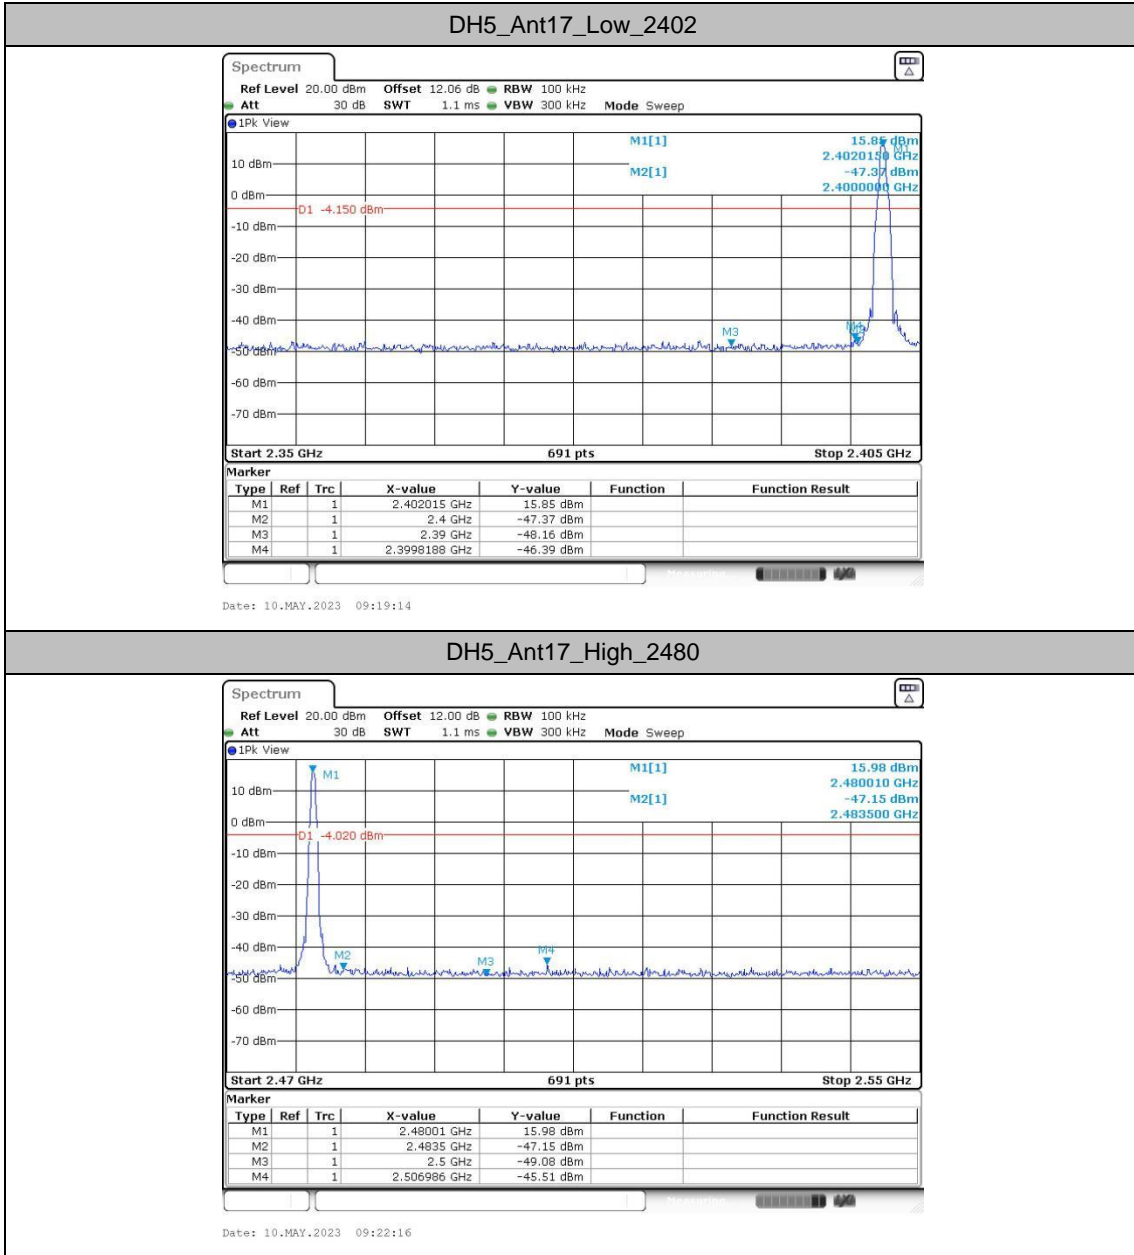 DH5_Ant17_Low_2402
Spectrum
Ref Level 20.00 dBm Offset 12.06 dB RBW 100 kHz
Att 30 dB SWT 1.1 ms VBW 300 kHz Mode Sweep
1Pk View
M1[1] 15.85 dBm
M1
2.4020150 GHz
10 dBm
M2[1] -47.37 dBm
2.4000000 GHz
0 dBm
D1 -4.150 dBm
-10 dBm
-20 dBm
-30 dBm
-40 dBm
M3 M4
-50 dBm
-60 dBm
-70 dBm
Start 2.35 GHz 691 pts Stop 2.405 GHz
Marker
Type Ref Trc X-value Y-value Function Function Result
M1 1 2.402015 GHz 15.85 dBm
M2 1 2.4 GHz -47.37 dBm
M3 1 2.39 GHz -48.16 dBm
M4 1 2.3998188 GHz -46.39 dBm
Date: 10.MAY.2023 09:19:14
DH5_Ant17_High_2480
Spectrum
Ref Level 20.00 dBm Offset 12.00 dB RBW 100 kHz
Att 30 dB SWT 1.1 ms VBW 300 kHz Mode Sweep
1Pk View
M1 M1[1] 15.98 dBm
2.480010 GHz
10 dBm
M2[1] -47.15 dBm
2.483500 GHz
0 dBm
D1 -4.020 dBm
-10 dBm
-20 dBm
-30 dBm
-40 dBm
M2 M3 M4
-50 dBm
-60 dBm
-70 dBm
Start 2.47 GHz 691 pts Stop 2.55 GHz
Marker
Type Ref Trc X-value Y-value Function Function Result
M1 1 2.48001 GHz 15.98 dBm
M2 1 2.4835 GHz -47.15 dBm
M3 1 2.5 GHz -49.08 dBm
M4 1 2.506986 GHz -45.51 dBm
Date: 10.MAY.2023 09:22:16